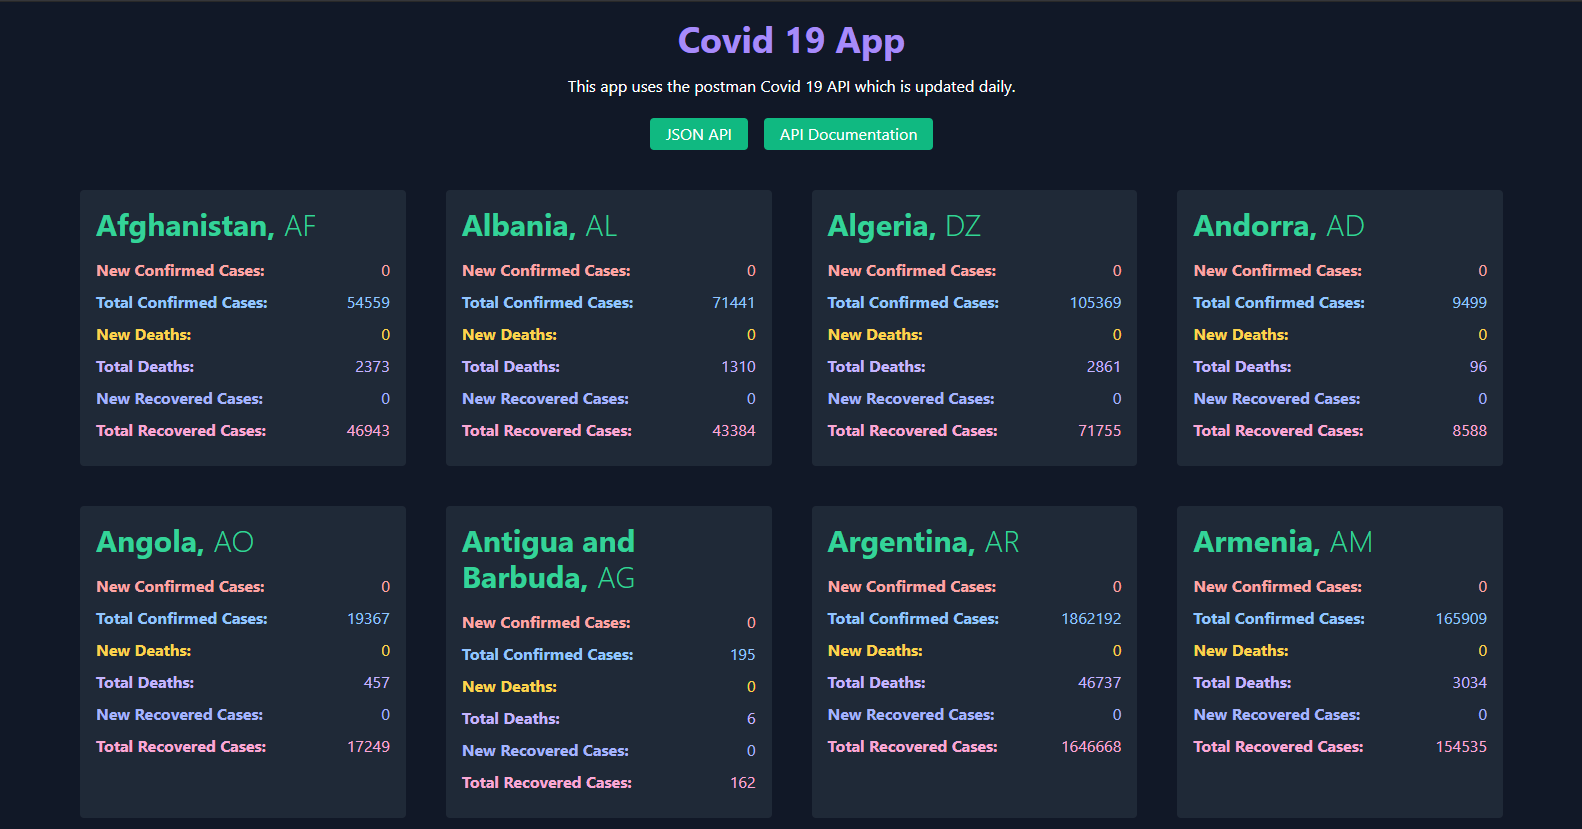 Covid 19 App
This app uses the postman Covid 19 API which is updated daily.
JSON API API Documentation
Afghanistan, AF
New Confirmed Cases: 0
Total Confirmed Cases: 54559
New Deaths: 0
Total Deaths: 2373
New Recovered Cases: 0
Total Recovered Cases: 46943
Albania, AL
New Confirmed Cases: 0
Total Confirmed Cases: 71441
New Deaths: 0
Total Deaths: 1310
New Recovered Cases: 0
Total Recovered Cases: 43384
Algeria, DZ
New Confirmed Cases: 0
Total Confirmed Cases: 105369
New Deaths: 0
Total Deaths: 2861
New Recovered Cases: 0
Total Recovered Cases: 71755
Andorra, AD
New Confirmed Cases: 0
Total Confirmed Cases: 9499
New Deaths: 0
Total Deaths: 96
New Recovered Cases: 0
Total Recovered Cases: 8588
Angola, AO
New Confirmed Cases: 0
Total Confirmed Cases: 19367
New Deaths: 0
Total Deaths: 457
New Recovered Cases: 0
Total Recovered Cases: 17249
Antigua and
Barbuda, AG
New Confirmed Cases: 0
Total Confirmed Cases: 195
New Deaths: 0
Total Deaths: 6
New Recovered Cases: 0
Total Recovered Cases: 162
Argentina, AR
New Confirmed Cases: 0
Total Confirmed Cases: 1862192
New Deaths: 0
Total Deaths: 46737
New Recovered Cases: 0
Total Recovered Cases: 1646668
Armenia, AM
New Confirmed Cases: 0
Total Confirmed Cases: 165909
New Deaths: 0
Total Deaths: 3034
New Recovered Cases: 0
Total Recovered Cases: 154535